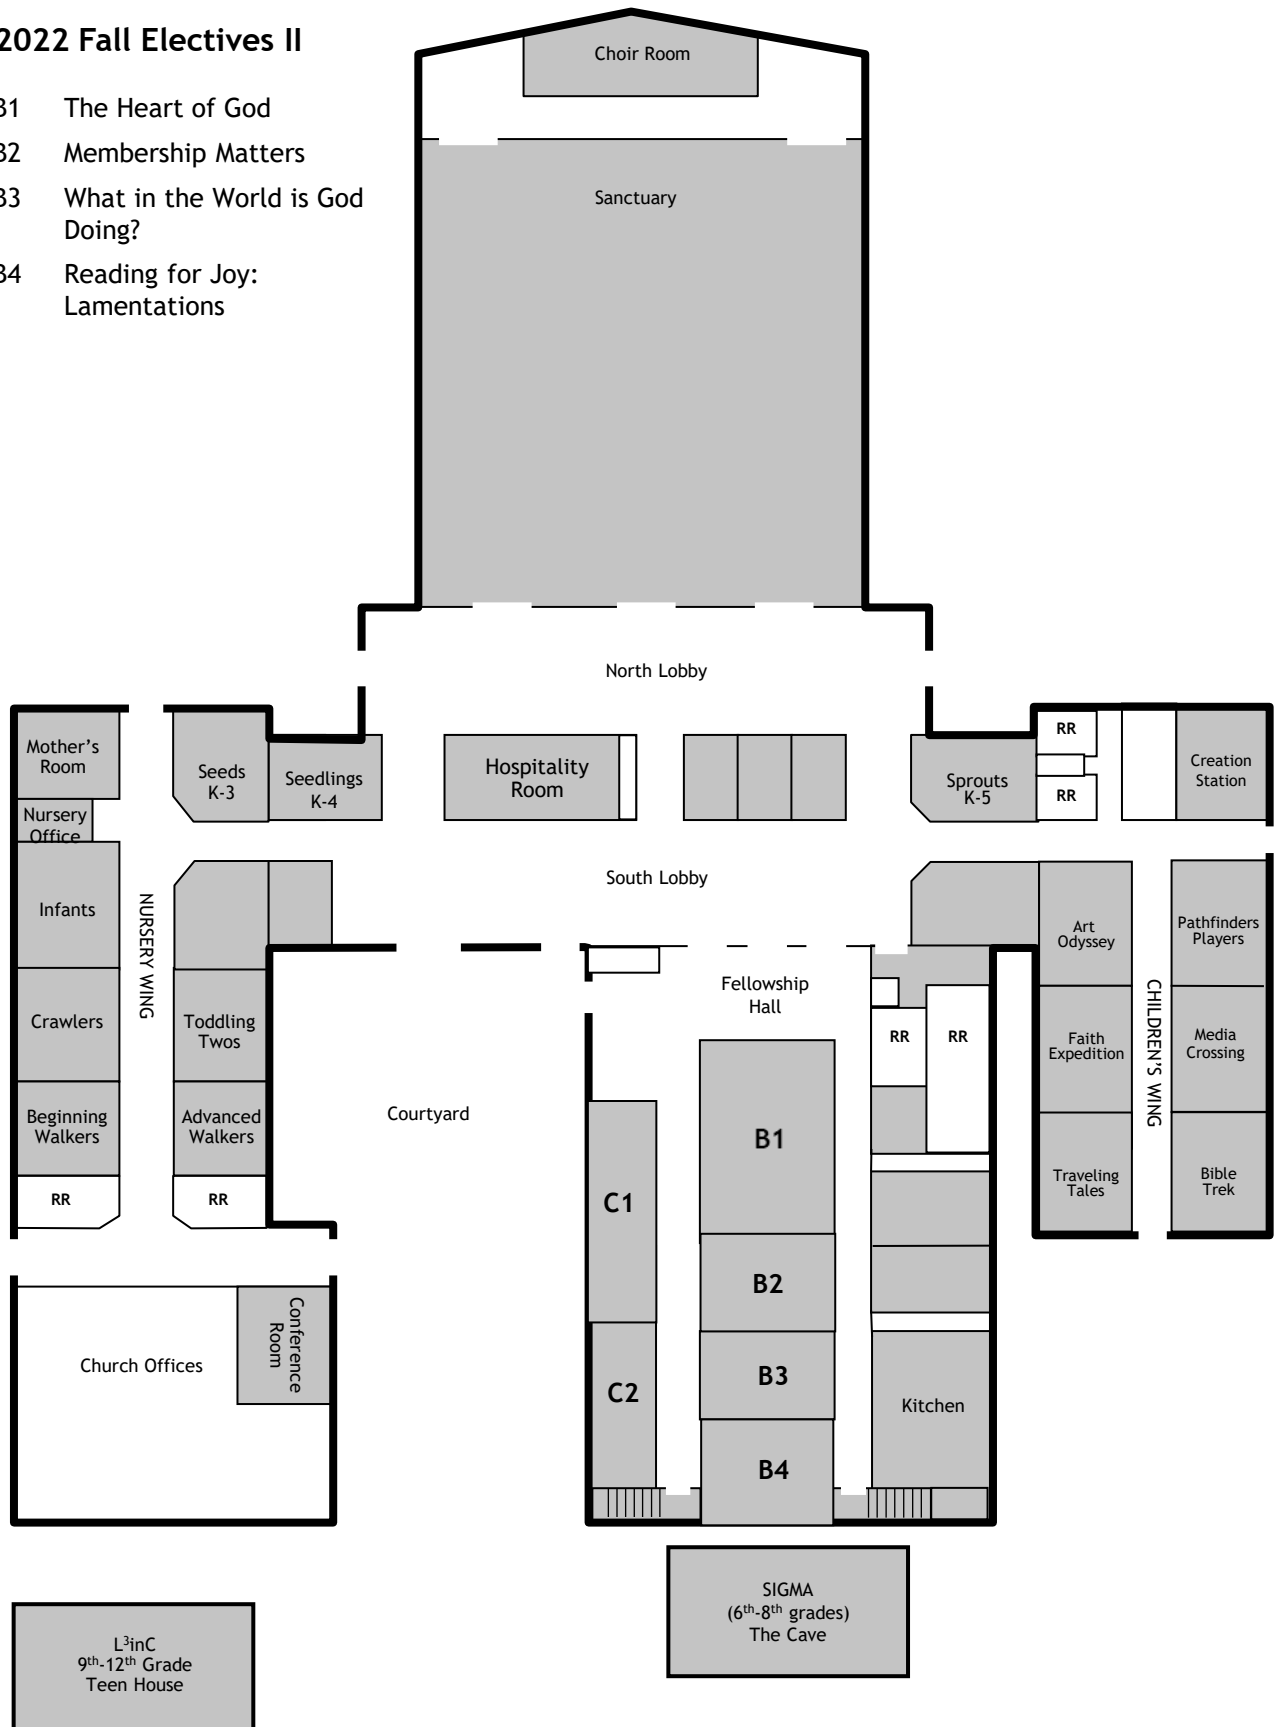 2022 Fall Electives II
B1 The Heart of God
B2 Membership Matters
B3 What in the World is God
Doing?
B4 Reading for Joy:
Lamentations
Choir Room
Sanctuary
North Lobby
Mother's
Room
Seeds
K-3
Seedlings
K-4
Hospitality
Room
Sprouts
K-5
RR
RR
Creation
Station
Nursery
Office
Infants
NURSERY WING
South Lobby
Art
Odyssey
Pathfinders
Players
Fellowship
Hall
Crawlers
Toddling
Twos
RR
RR
Faith
Expedition
CHILDREN'S WING
Media
Crossing
Beginning
Walkers
Advanced
Walkers
Courtyard
B1
Traveling
Tales
Bible
Trek
RR
RR
C1
B2
Conference
Room
Church Offices
B3
C2
Kitchen
B4
SIGMA
(6th-8th grades)
The Cave
L3inC
9th-12th Grade
Teen House